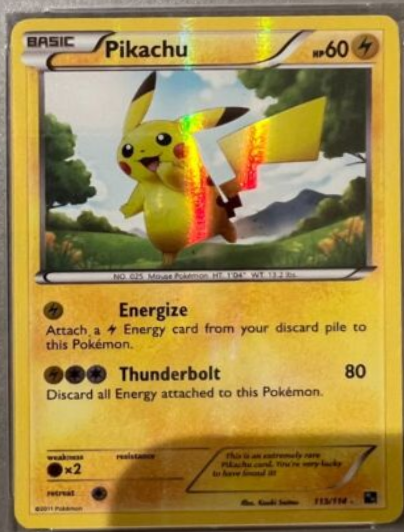 BASIC Pikachu HP60
NO. 025 Mouse Pokémon HT. 1'04" WT. 13.2 lbs.
Energize
Attach a Energy card from your discard pile to
this Pokémon.
Thunderbolt 80
Discard all Energy attached to this Pokémon.
weakness resistance
×2
This is an extremely rare
Pikachu card. You're very lucky
to have found it!
retreat
Illus. Kouki Saitou 115/114
©2011 Pokémon